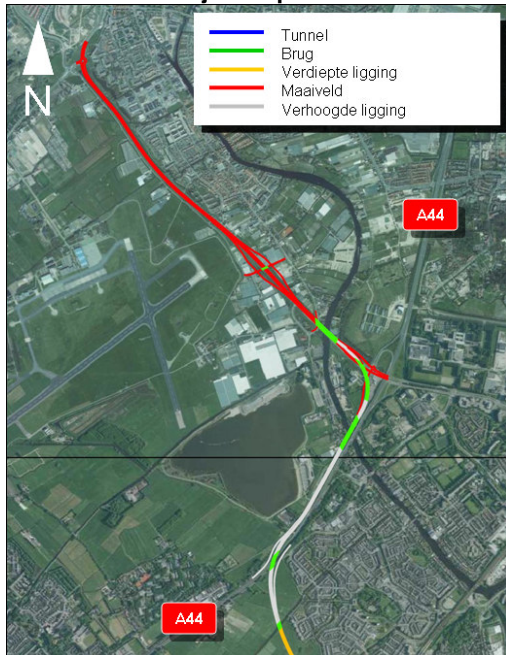 Tunnel
Brug
Verdiepte ligging
Maaiveld
Verhoogde ligging
N
A44
A44